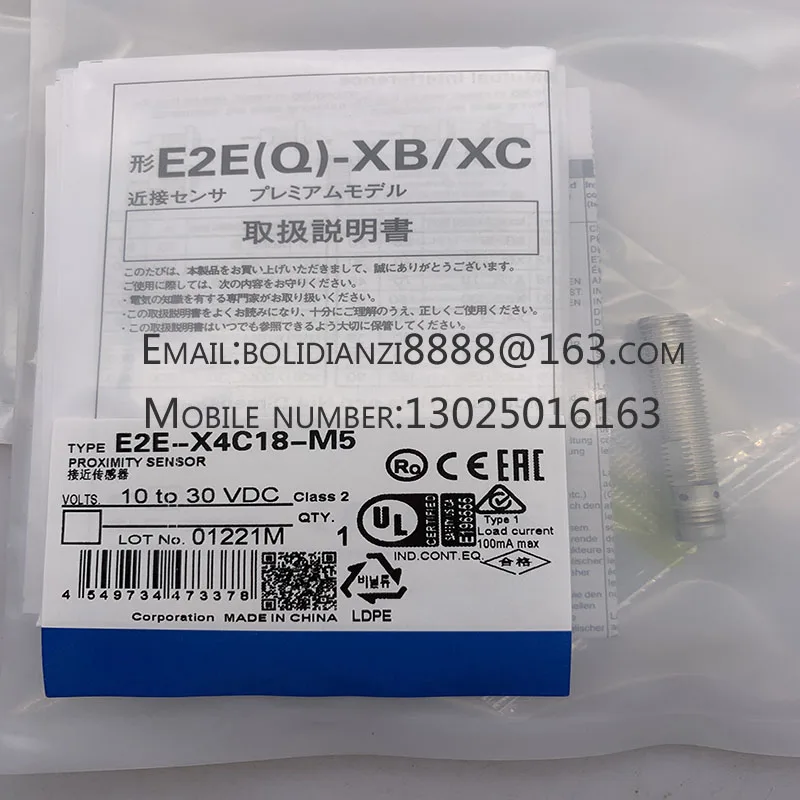 形E2E(Q)-XB/XC
近接センサ プレミアムモデル
取扱説明書
このたびは、本製品をお買い上げいただきまして、誠にありがとうございます。
ご使用に際しては、次の内容をお守りください。
・電気の知識を有する専門家がお取り扱いください。
・この取扱説明書をよくお読みになり、十分にご理解のうえ、正しくご使用ください。
・この取扱説明書はいつでも参照できるよう大切に保管してください。
EMAIL:BOLIDIANZI8888@163.COM
MOBILE NUMBER:13025016163
TYPE E2E-X4C18-M5
PROXIMITY SENSOR
接近传感器
VOLTS. 10 to 30 VDC Class 2
QTY. 1
LOT No. 01221M
Ro CE EAC
UL CERTIFIED
IND.CONT.EQ.
Type 1
Load current
100mA max
合格
4 549734 473378
비닐류
LDPE
Corporation MADE IN CHINA